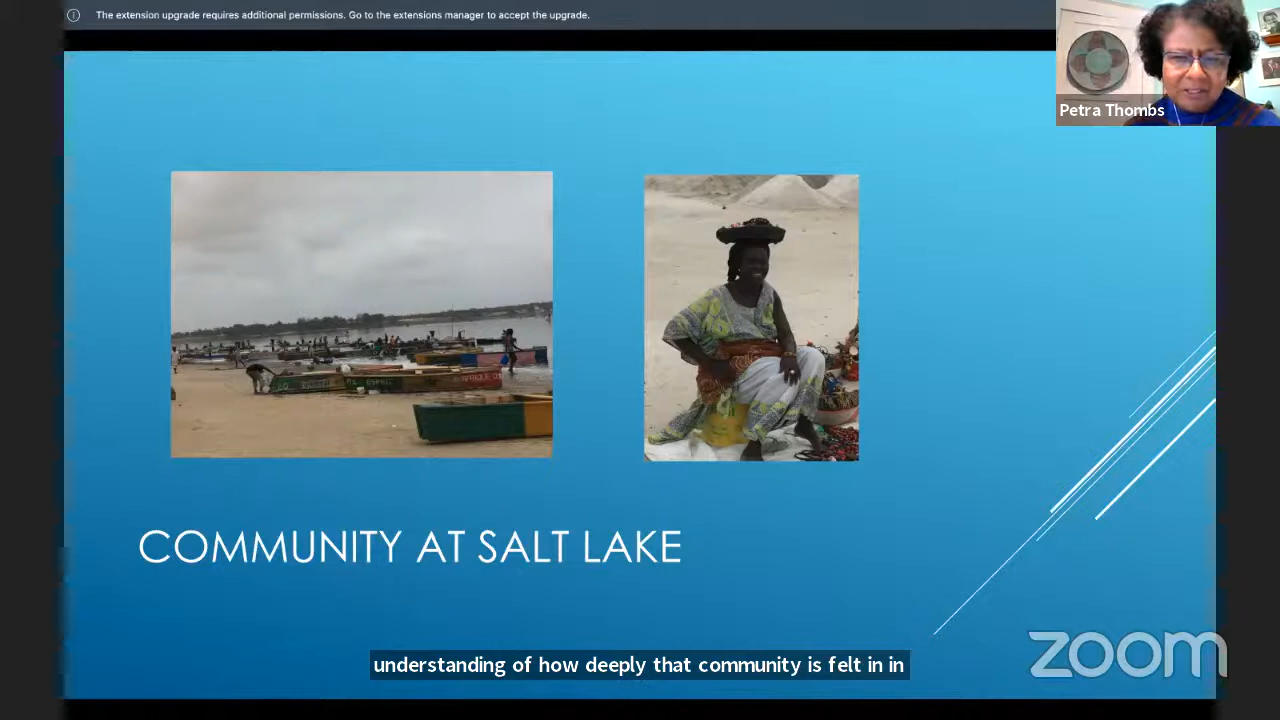 The extension upgrade requires additional permissions. Go to the extensions manager to accept the upgrade.
Petra Thombs
COMMUNITY AT SALT LAKE
understanding of how deeply that community is felt in in
zoom